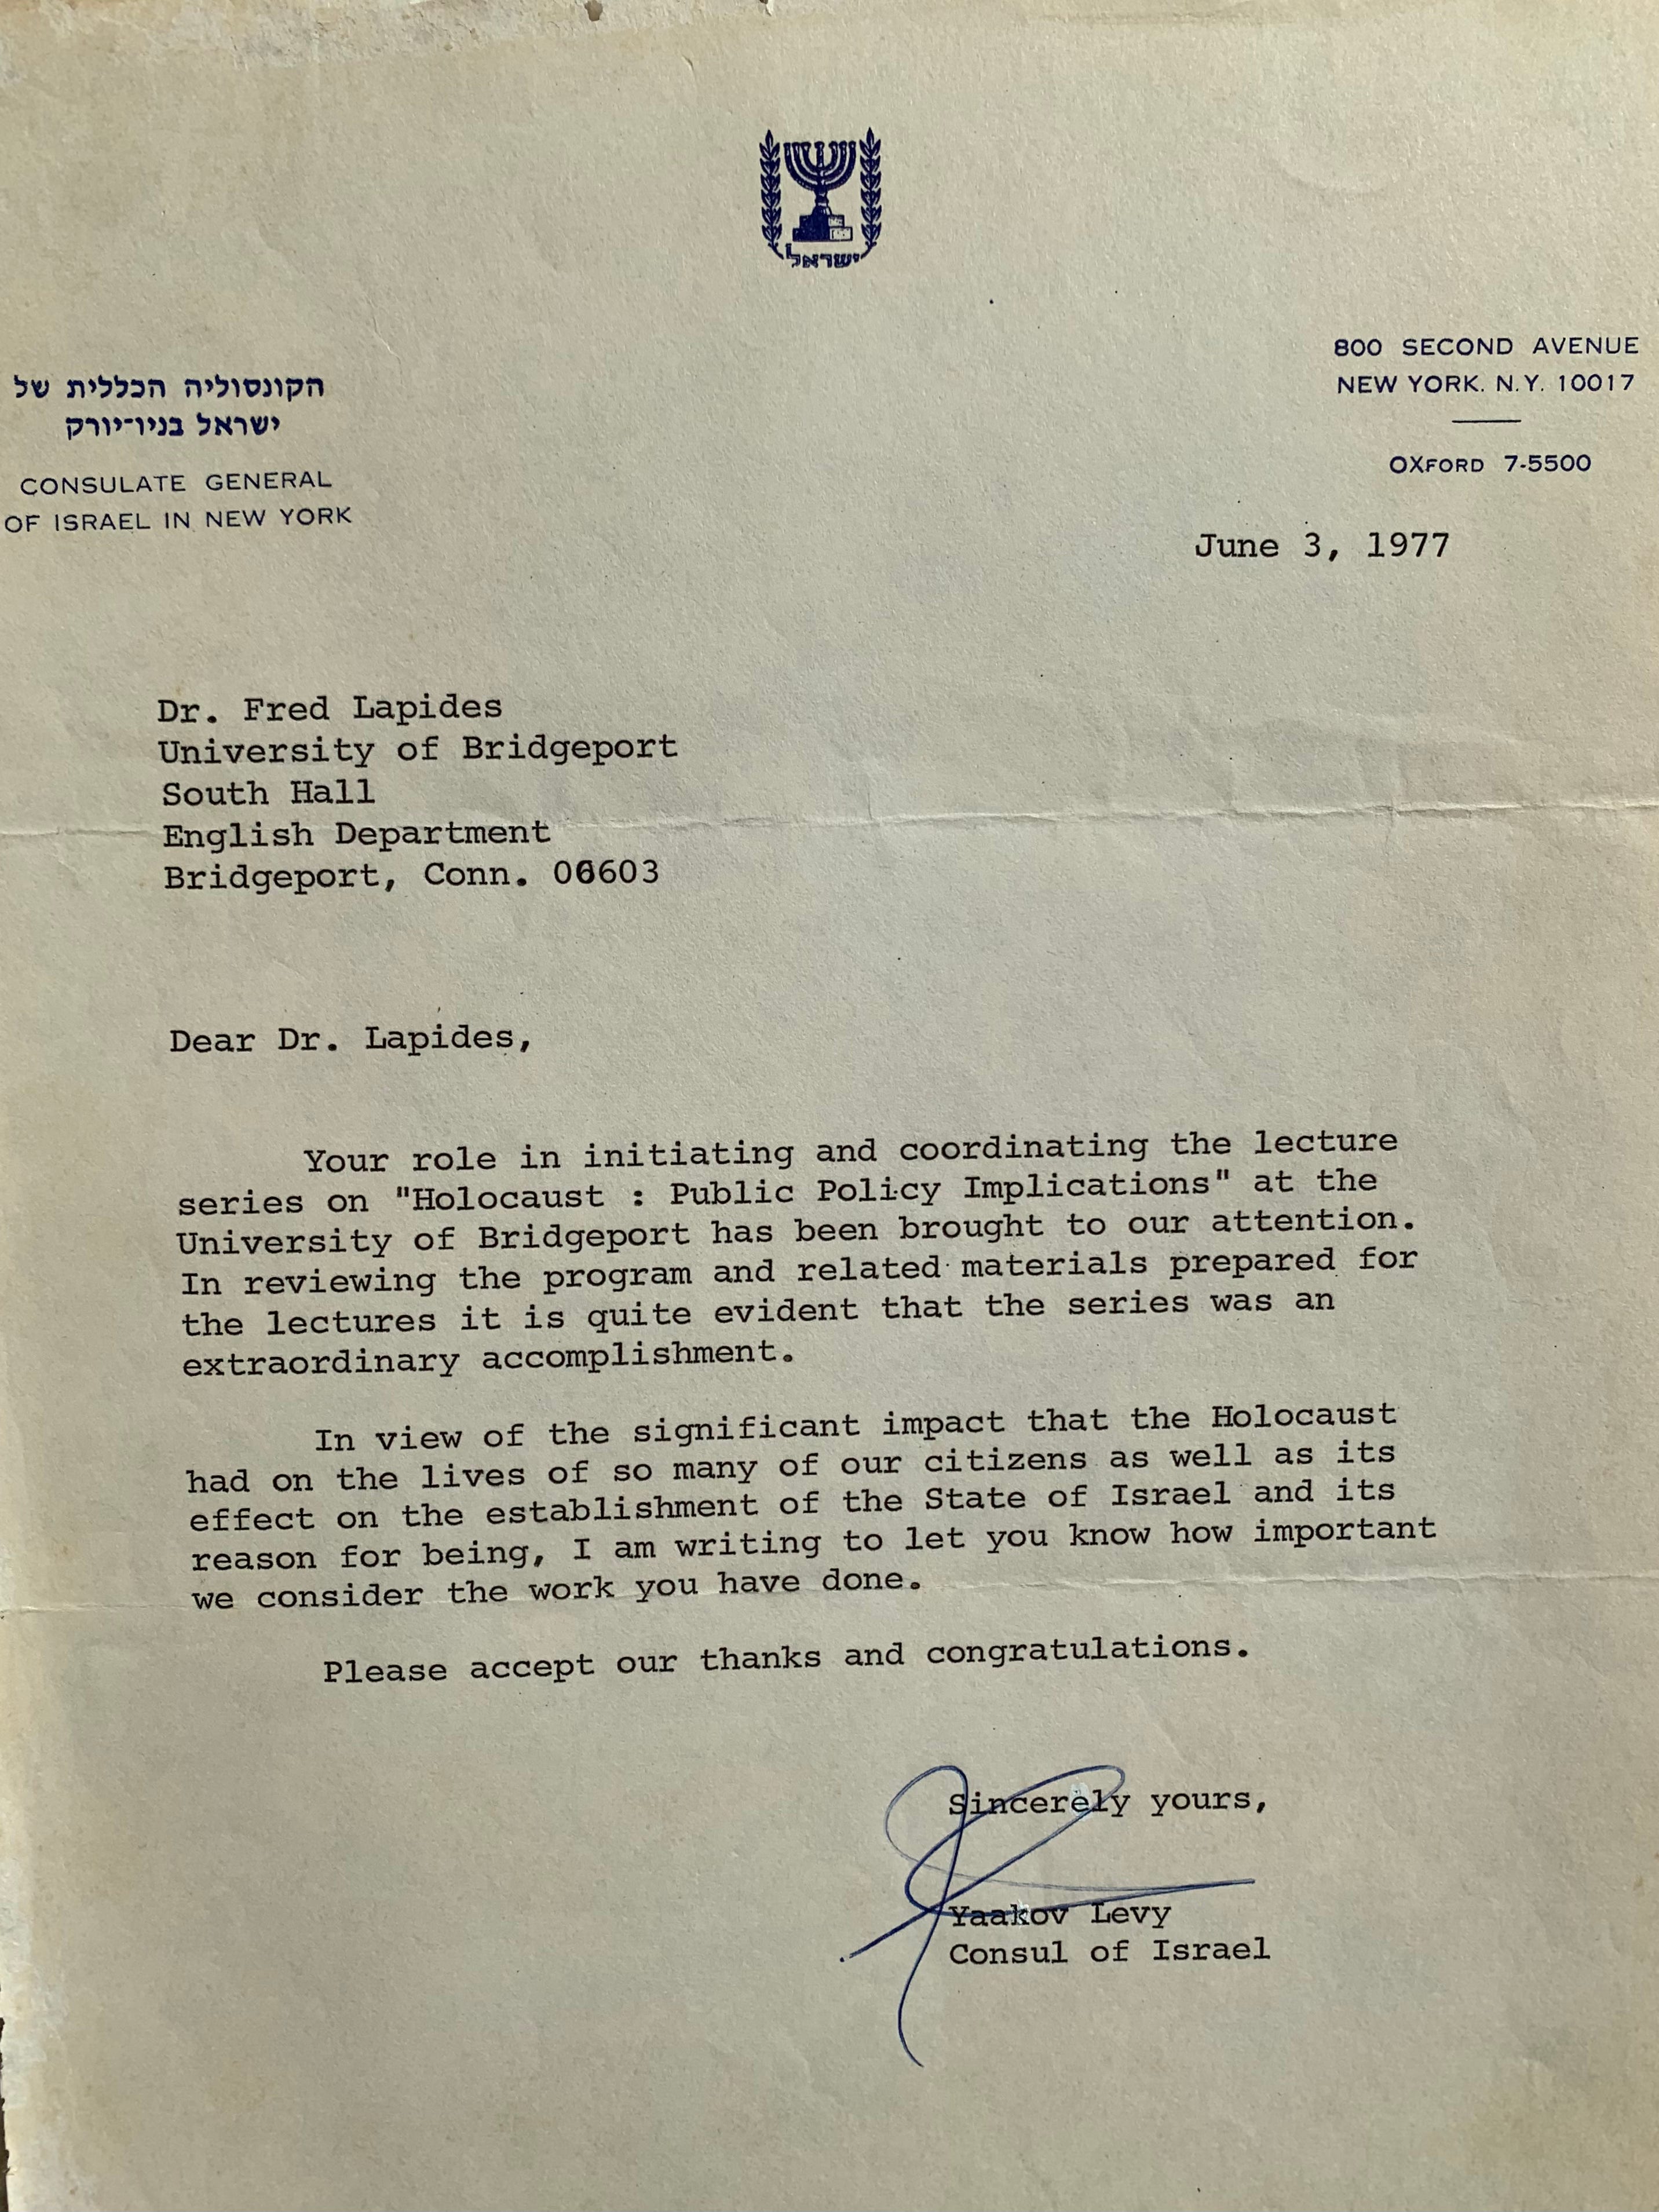 ישראל
הקונסוליה הכללית של
ישראל בניו־יורק
CONSULATE GENERAL
OF ISRAEL IN NEW YORK
800 SECOND AVENUE
NEW YORK. N.Y. 10017
OXFORD 7-5500
June 3, 1977
Dr. Fred Lapides
University of Bridgeport
South Hall
English Department
Bridgeport, Conn. 06603
Dear Dr. Lapides,
Your role in initiating and coordinating the lecture
series on "Holocaust : Public Policy Implications" at the
University of Bridgeport has been brought to our attention.
In reviewing the program and related materials prepared for
the lectures it is quite evident that the series was an
extraordinary accomplishment.
In view of the significant impact that the Holocaust
had on the lives of so many of our citizens as well as its
effect on the establishment of the State of Israel and its
reason for being, I am writing to let you know how important
we consider the work you have done.
Please accept our thanks and congratulations.
Sincerely yours,
Yaakov Levy
Consul of Israel